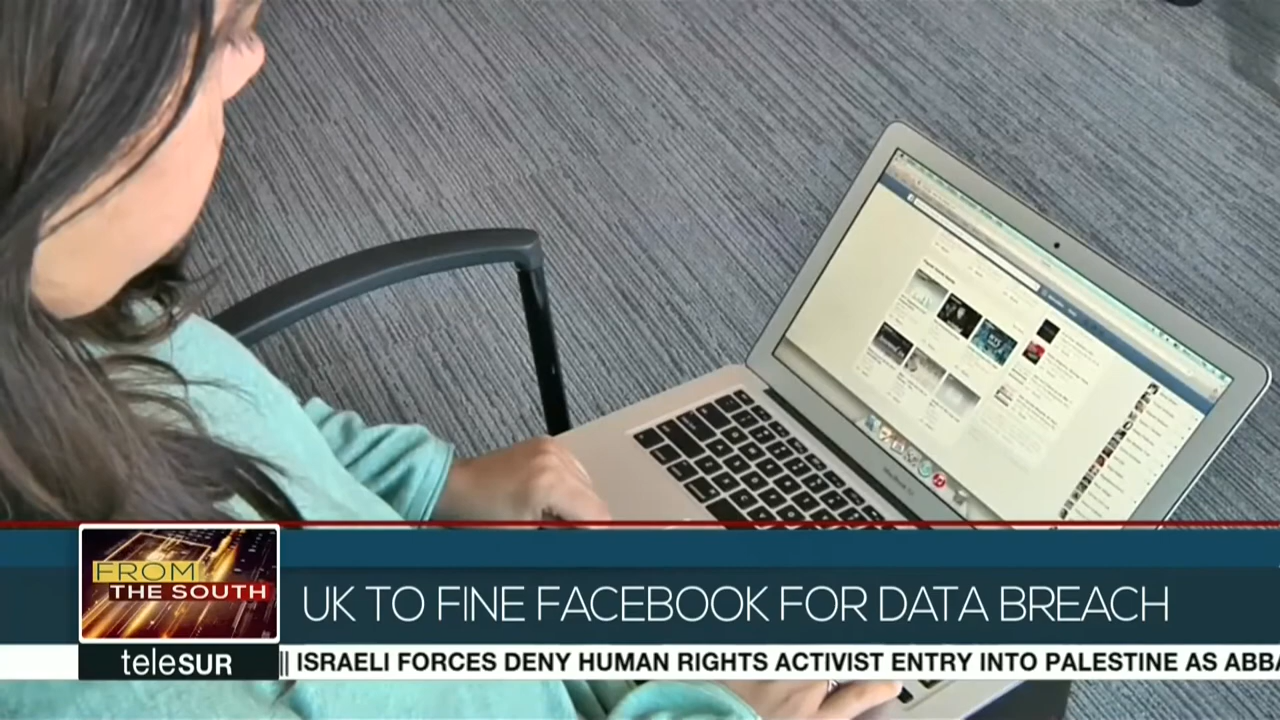 FROM
THE SOUTH
UK TO FINE FACEBOOK FOR DATA BREACH
teleSUR
ISRAELI FORCES DENY HUMAN RIGHTS ACTIVIST ENTRY INTO PALESTINE AS ABBA